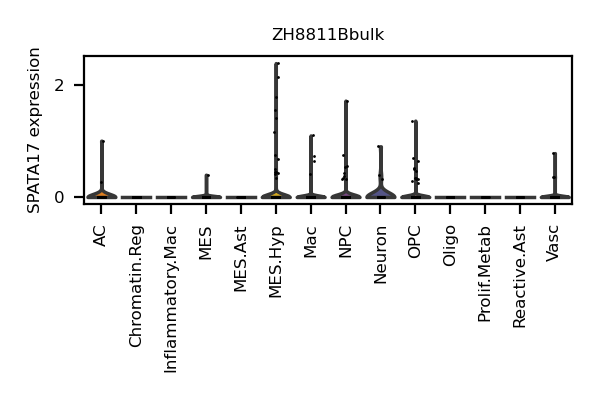 ZH8811Bbulk
SPATA17 expression
2
0
AC
Chromatin.Reg
Inflammatory.Mac
MES
MES.Ast
MES.Hyp
Mac
NPC
Neuron
OPC
Oligo
Prolif.Metab
Reactive.Ast
Vasc